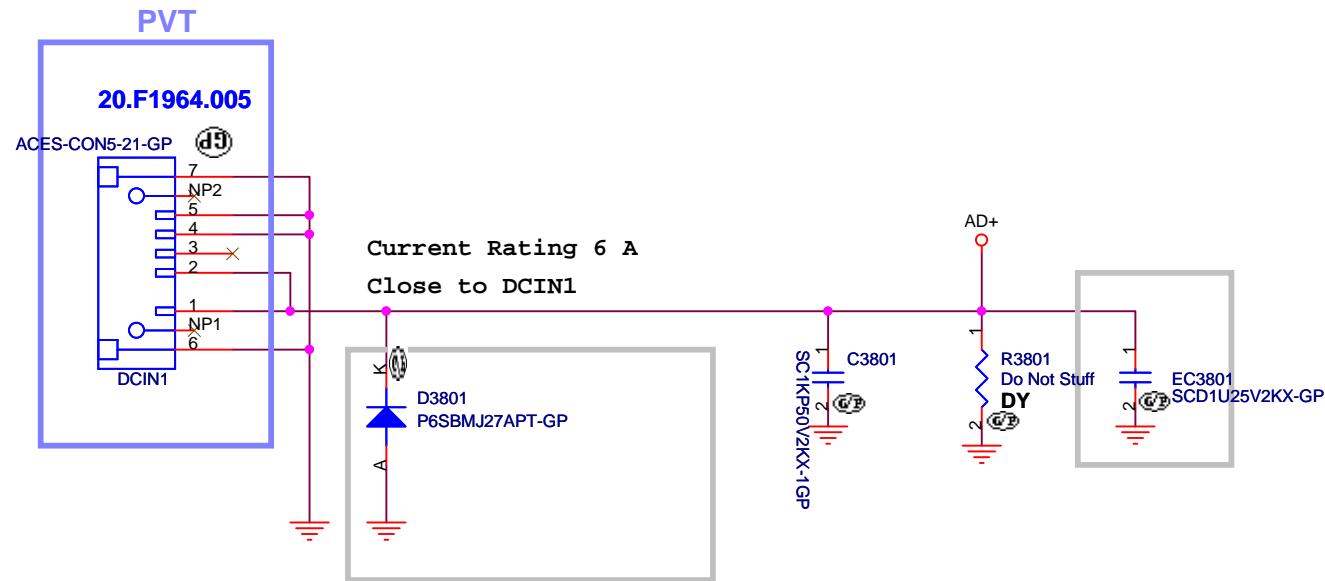 PVT
20.F1964.005
ACES-CON5-21-GP
7
NP2
5
4
3
2
1
NP1
6
DCIN1
Current Rating 6 A
Close to DCIN1
K
D3801
P6SBMJ27APT-GP
A
AD+
1
C3801
2
G/P
SC1KP50V2KX-1GP
1
R3801
Do Not Stuff
DY
2
G/P
1
EC3801
SCD1U25V2KX-GP
2
G/P